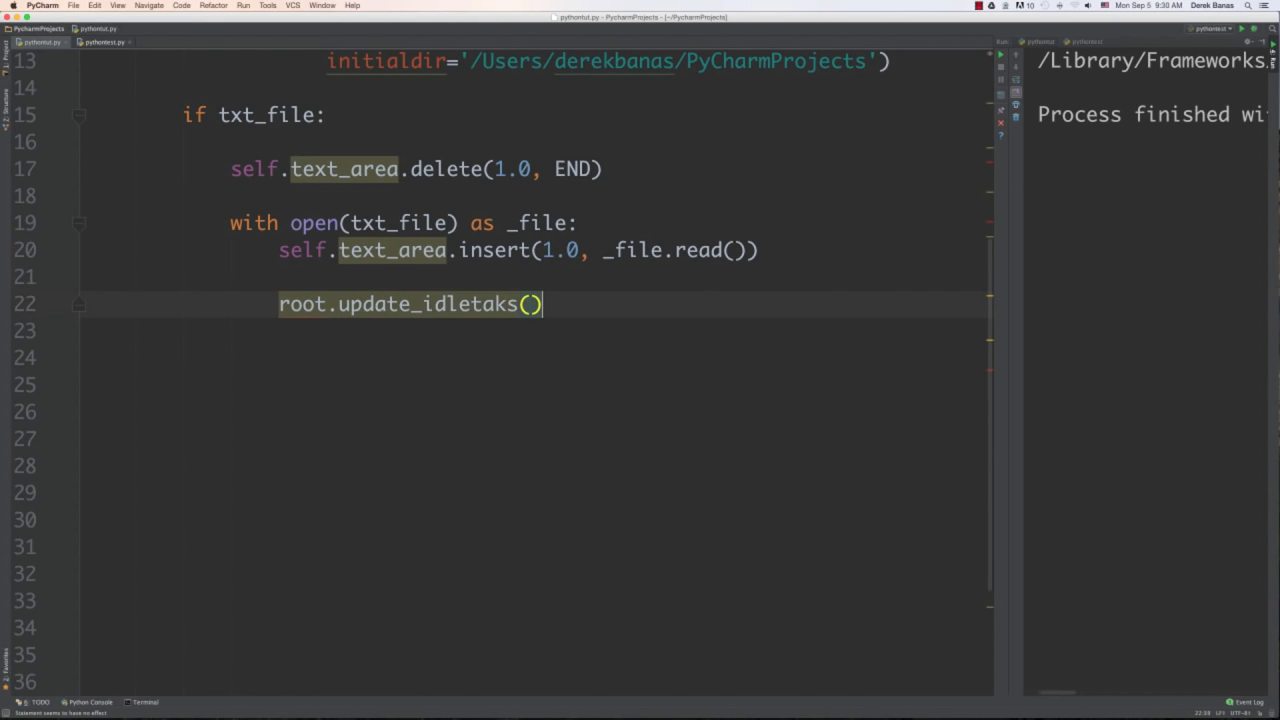 PyCharm File Edit View Navigate Code Refactor Run Tools VCS Window Help 10 Mon Sep 5 9:30 AM Derek Banas
pythontut.py - PycharmProjects - [~/PycharmProjects]
PycharmProjects pythontut.py pythontest
pythontut.py pythontest.py Run: pythontut pythontest
13 initialdir='/Users/derekbanas/PyCharmProjects') /Library/Frameworks
14
15 if txt_file: Process finished wi
16
17 self.text_area.delete(1.0, END)
18
19 with open(txt_file) as _file:
20 self.text_area.insert(1.0, _file.read())
21
22 root.update_idletaks()
23
24
25
26
27
28
29
30
31
32
33
34
35
36
1: Project
7: Structure
2: Favorites
Run
6: TODO Python Console Terminal Event Log
Statement seems to have no effect 22:38 LF÷ UTF-8÷